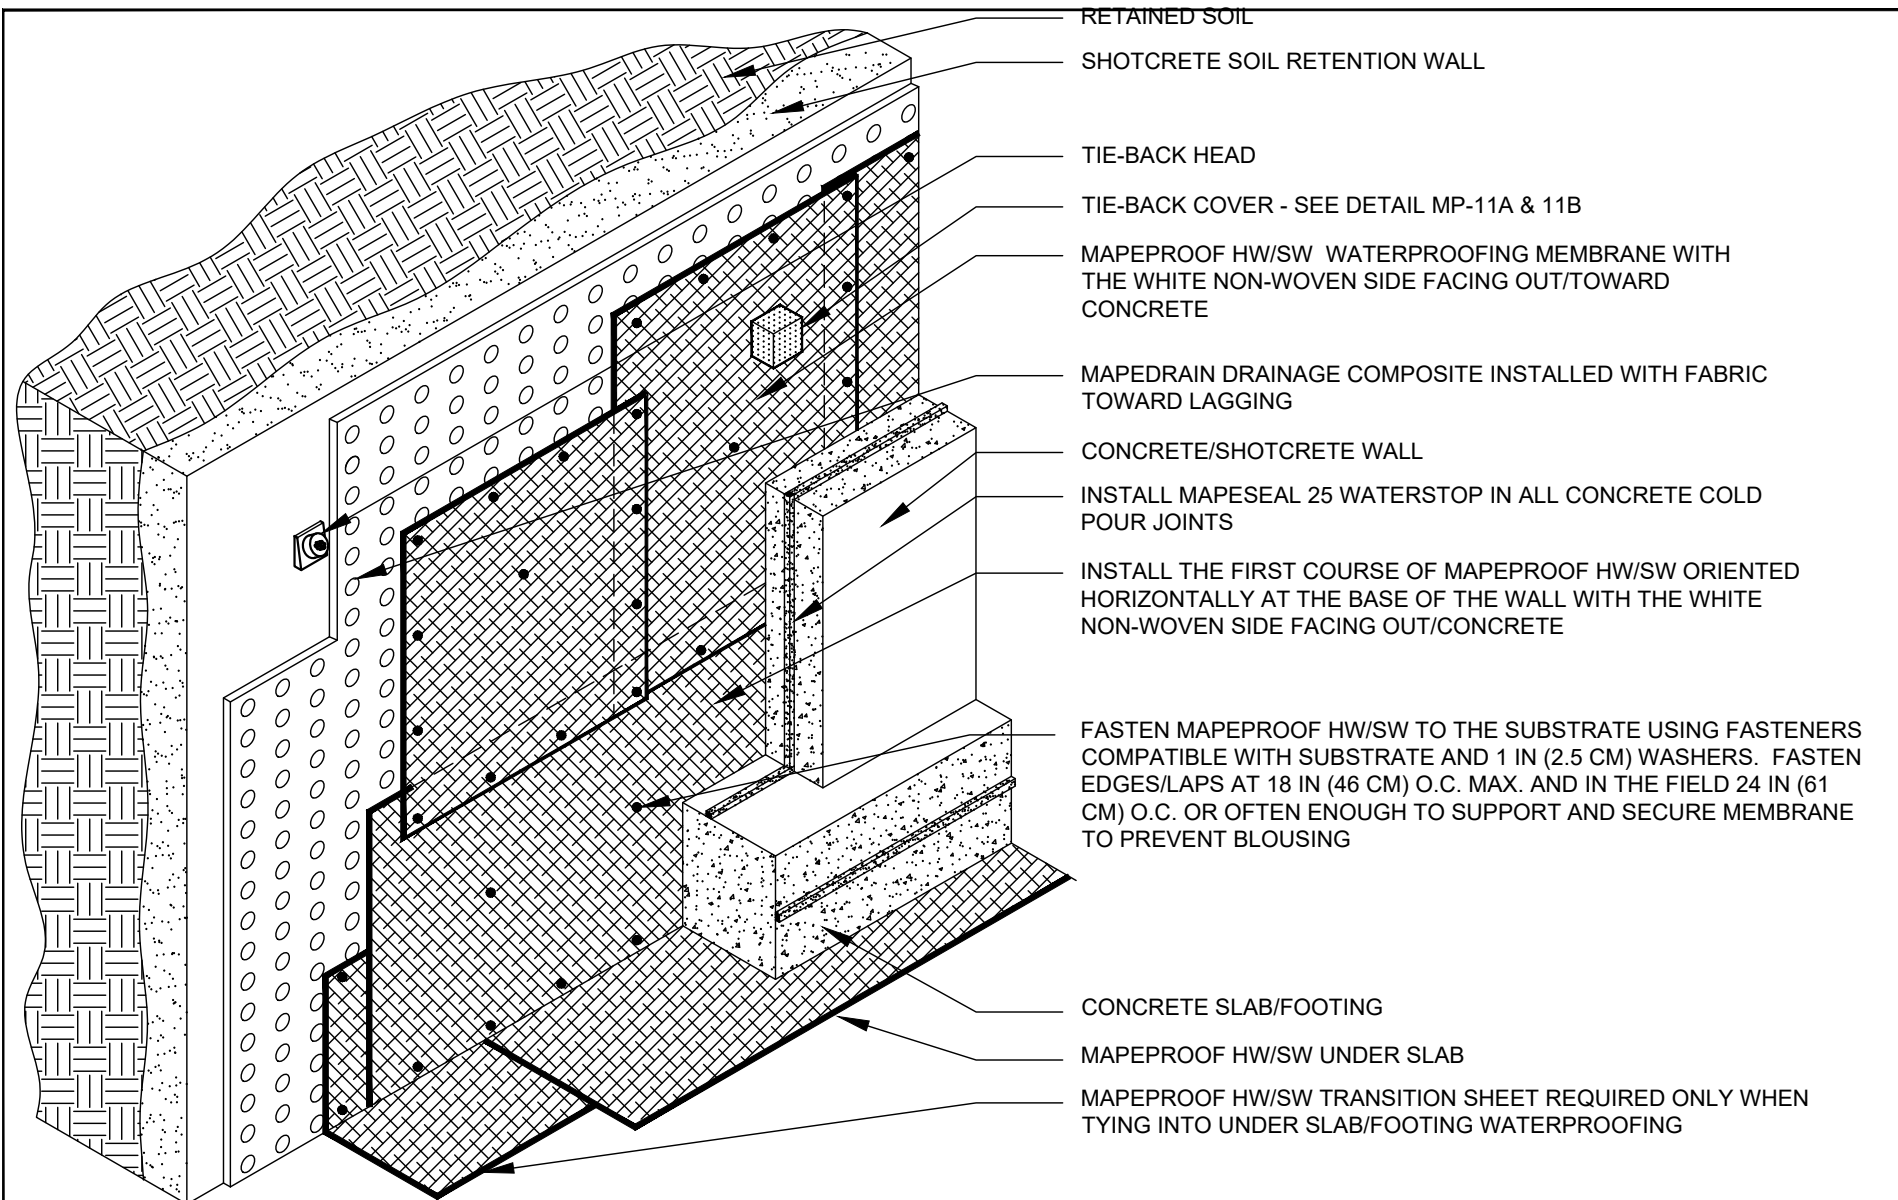 RETAINED SOIL
SHOTCRETE SOIL RETENTION WALL
TIE-BACK HEAD
TIE-BACK COVER - SEE DETAIL MP-11A & 11B
MAPEPROOF HW/SW  WATERPROOFING MEMBRANE WITH
THE WHITE NON-WOVEN SIDE FACING OUT/TOWARD
CONCRETE
MAPEDRAIN DRAINAGE COMPOSITE INSTALLED WITH FABRIC
TOWARD LAGGING
CONCRETE/SHOTCRETE WALL
INSTALL MAPESEAL 25 WATERSTOP IN ALL CONCRETE COLD
POUR JOINTS
INSTALL THE FIRST COURSE OF MAPEPROOF HW/SW ORIENTED
HORIZONTALLY AT THE BASE OF THE WALL WITH THE WHITE
NON-WOVEN SIDE FACING OUT/CONCRETE
FASTEN MAPEPROOF HW/SW TO THE SUBSTRATE USING FASTENERS
COMPATIBLE WITH SUBSTRATE AND 1 IN (2.5 CM) WASHERS.  FASTEN
EDGES/LAPS AT 18 IN (46 CM) O.C. MAX. AND IN THE FIELD 24 IN (61
CM) O.C. OR OFTEN ENOUGH TO SUPPORT AND SECURE MEMBRANE
TO PREVENT BLOUSING
CONCRETE SLAB/FOOTING
MAPEPROOF HW/SW UNDER SLAB
MAPEPROOF HW/SW TRANSITION SHEET REQUIRED ONLY WHEN
TYING INTO UNDER SLAB/FOOTING WATERPROOFING